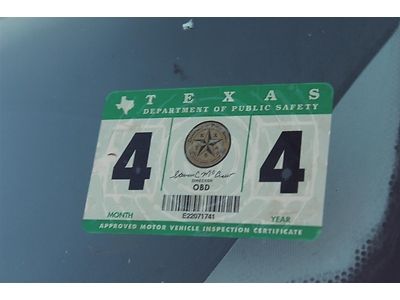 TEXAS
DEPARTMENT OF PUBLIC SAFETY
4 4
DIRECTOR
OBD
E22071741
MONTH YEAR
APPROVED MOTOR VEHICLE INSPECTION CERTIFICATE